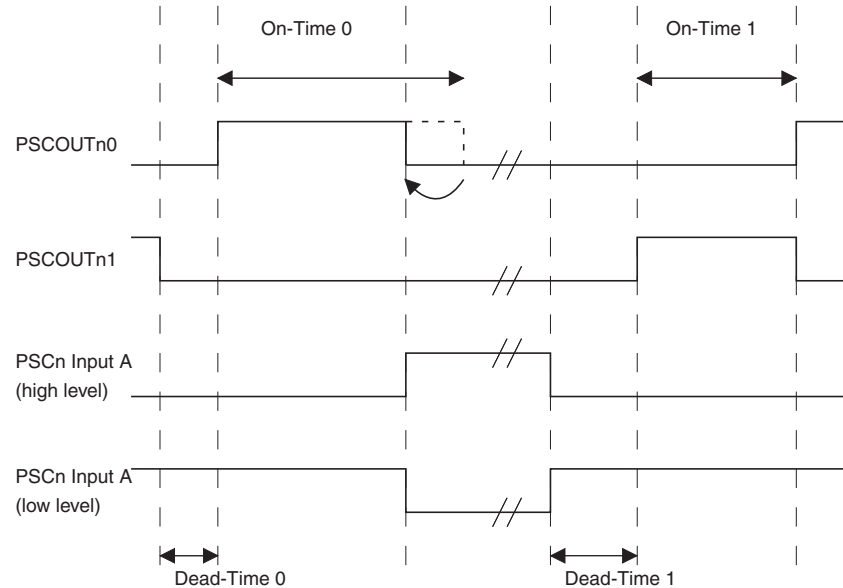 On-Time 0
On-Time 1
PSCOUTn0
PSCOUTn1
PSCn Input A
(high level)
PSCn Input A
(low level)
Dead-Time 0
Dead-Time 1